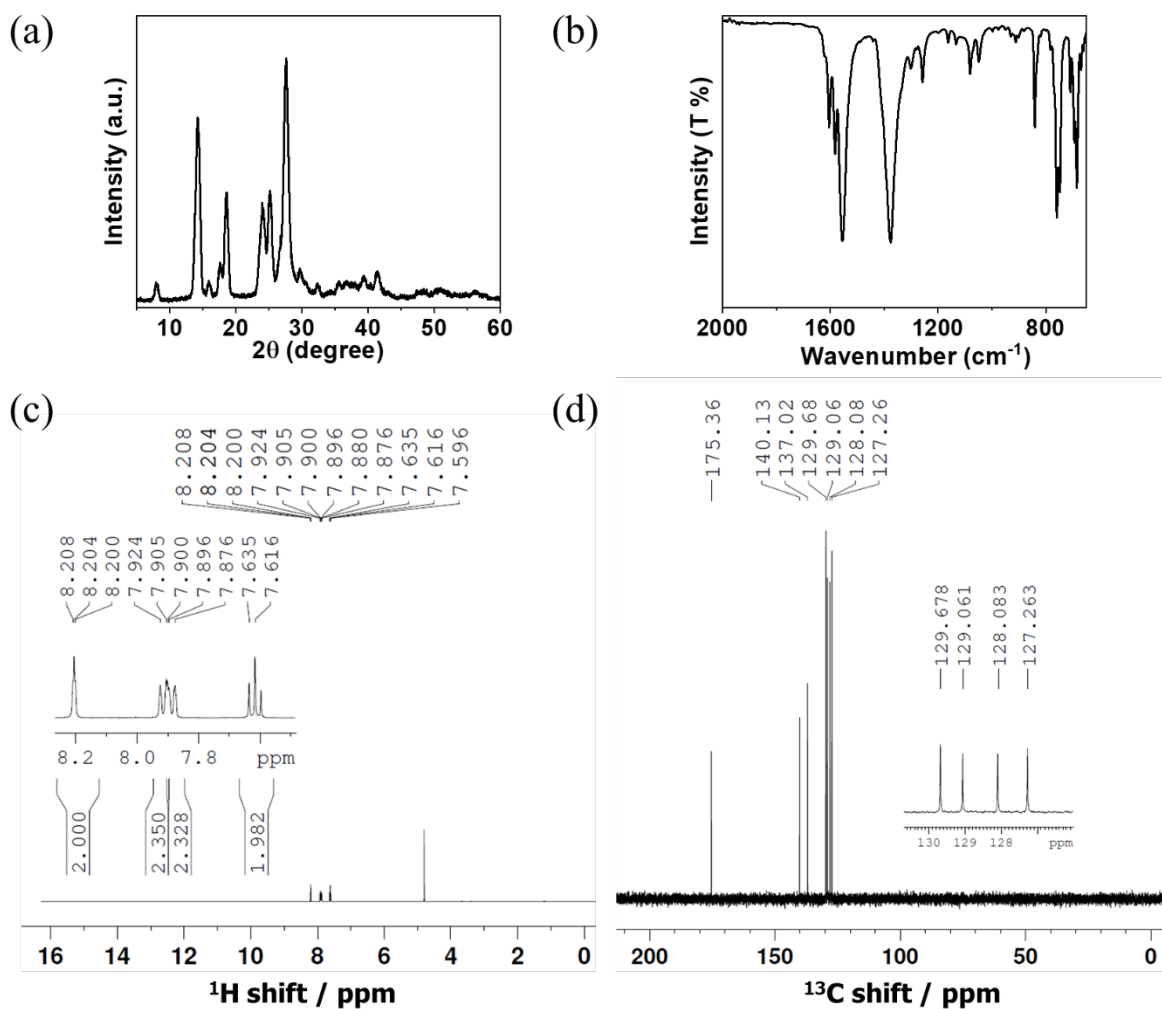 (a)
Intensity (a.u.)
10 20 30 40 50 60
2θ (degree)
(b)
Intensity (T %)
2000 1600 1200 800
Wavenumber (cm⁻¹)
(c)
8.208
8.204
8.200
7.924
7.905
7.900
7.896
7.880
7.876
7.635
7.616
7.596
8.208
8.204
8.200
7.924
7.905
7.900
7.896
7.876
7.635
7.616
8.2 8.0 7.8 ppm
2.000
2.350
2.328
1.982
16 14 12 10 8 6 4 2 0
¹H shift / ppm
(d)
175.36
140.13
137.02
129.68
129.06
128.08
127.26
129.678
129.061
128.083
127.263
130 129 128 ppm
200 150 100 50 0
¹³C shift / ppm